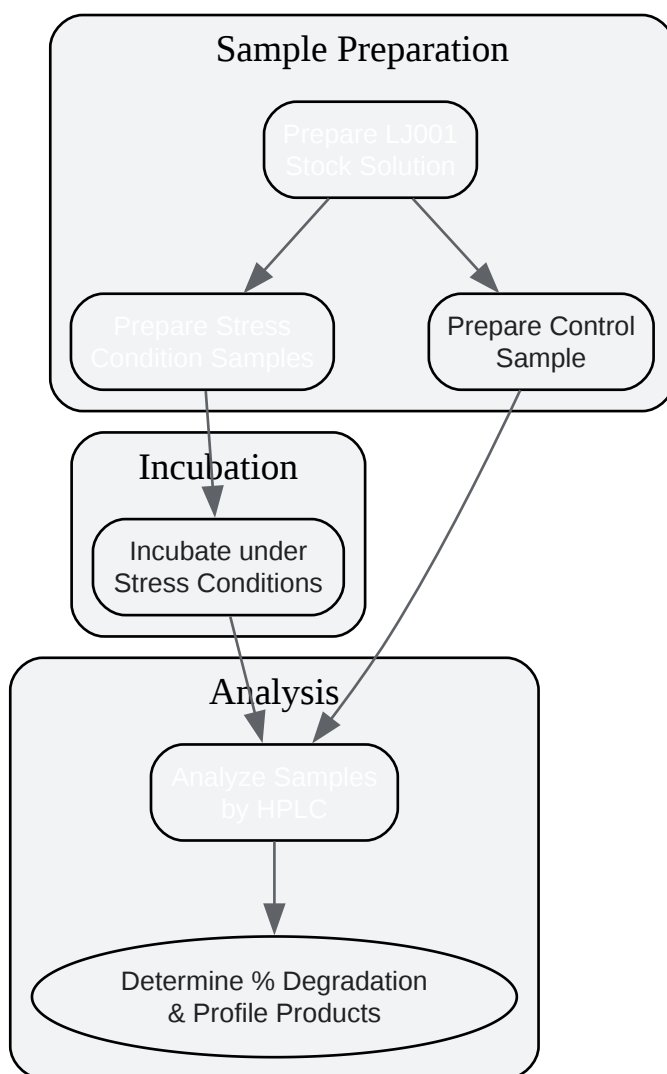 Sample Preparation
Prepare LJ001
Stock Solution
Prepare Stress
Condition Samples
Prepare Control
Sample
Incubation
Incubate under
Stress Conditions
Analysis
Analyze Samples
by HPLC
Determine % Degradation
& Profile Products